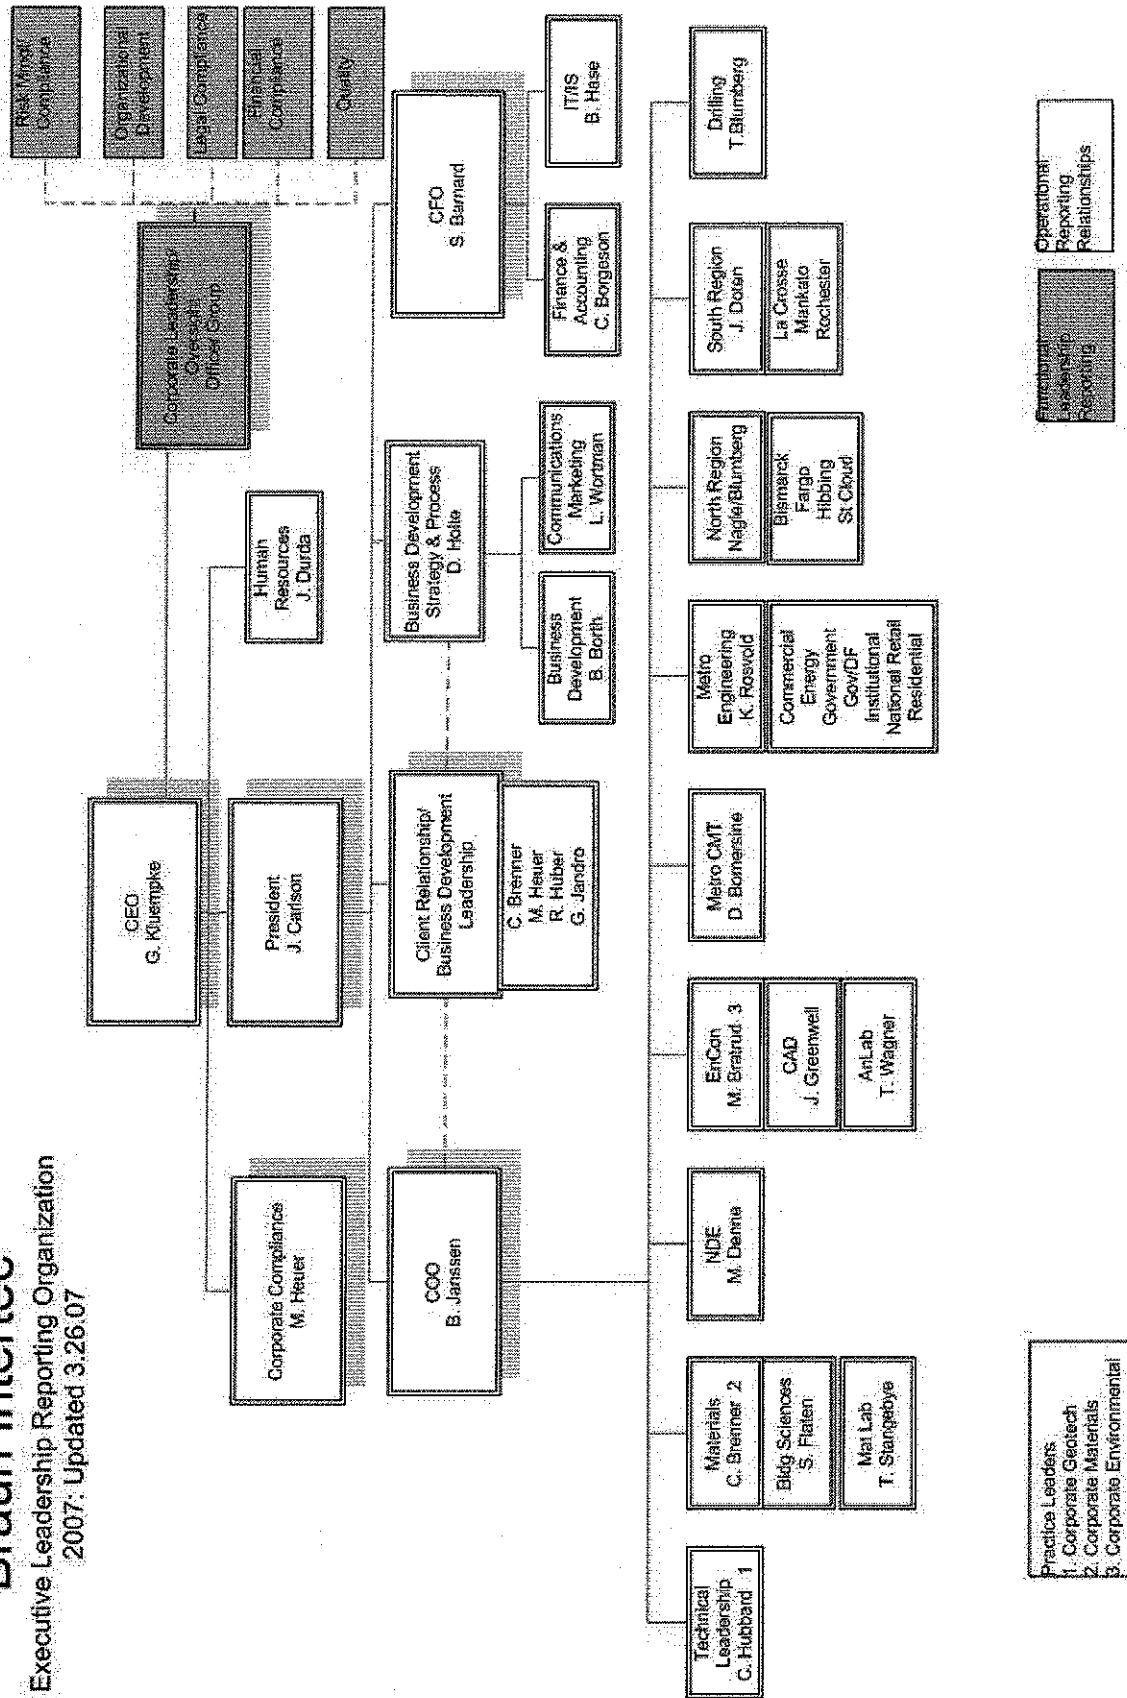 Braun Intertec
Executive Leadership Reporting Organization
2007: Updated 3.26.07
CEO
G. Kluempke
Corporate Leadership/
Oversight
Officer Group
Risk Mmgt/
Compliance
Organizational
Development
Legal Compliance
Financial
Compliance
Quality
Corporate Compliance
M. Heuer
President
J. Carlson
Human
Resources
J. Durda
COO
B. Janssen
Client Relationship/
Business Development
Leadership
C. Brenner
M. Heuer
R. Huber
G. Jandro
Business Development
Strategy & Process
D. Holte
CFO
S. Barnard
Business
Development
B. Borth
Communications
Marketing
L. Wortman
Finance &
Accounting
C. Borgeson
IT/IS
B. Hase
Technical
Leadership
C. Hubbard 1
Materials
C. Brenner 2
Bldg Sciences
S. Flaten
Mat Lab
T. Stangebye
NDE
M. Denne
EnCon
M. Bratrud 3
CAD
J. Greenwell
AnLab
T. Wagner
Metro CMT
D. Bomersine
Metro
Engineering
K. Rosvold
Commercial
Energy
Government
Gov/DF
Institutional
National Retail
Residential
North Region
Nagle/Blumberg
Bismarck
Fargo
Hibbing
St Cloud
South Region
J. Doten
La Crosse
Mankato
Rochester
Drilling
T.Blumberg
Practice Leaders
1. Corporate Geotech
2. Corporate Materials
3. Corporate Environmental
Functional
Leadership
Reporting
Operational
Reporting
Relationships